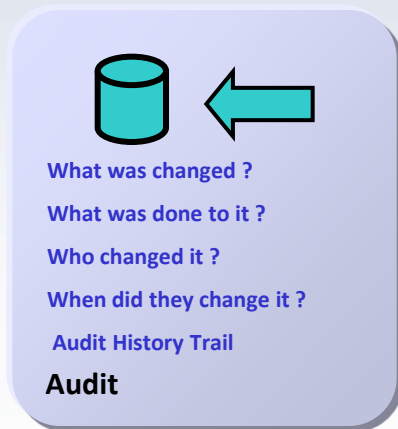 What was changed ?
What was done to it ?
Who changed it ?
When did they change it ?
Audit History Trail
Audit